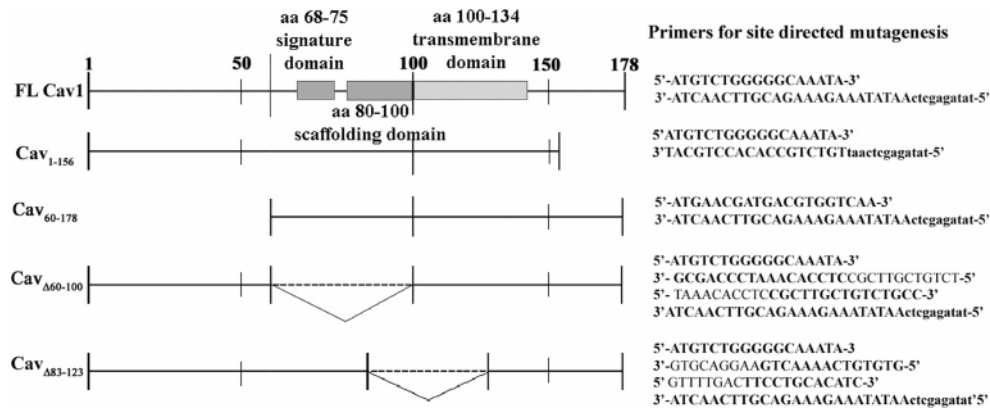 aa 68-75 signature domain
aa 100-134 transmembrane domain
Primers for site directed mutagenesis
1 50 100 150 178
FL Cav1
aa 80-100 scaffolding domain
5'-ATGTCTGGGGGCAAATA-3'
3'-ATCAACTTGCAGAAAGAAATATAActcgagatat-5'
Cav1-156
5'ATGTCTGGGGGCAAATA-3'
3'TACGTCCACACCGTCTGTtaactcgagatat-5'
Cav60-178
5'-ATGAACGATGACGTGGTCAA-3'
3'-ATCAACTTGCAGAAAGAAATATAActcgagatat-5'
CavΔ60-100
5'-ATGTCTGGGGGCAAATA-3'
3'- GCGACCCTAAACACCTCCGCTTGCTGTCT-5'
5'- TAAACACCTCCGCTTGCTGTCTGCC-3'
3'ATCAACTTGCAGAAAGAAATATAActcgagatat-5'
CavΔ83-123
5'-ATGTCTGGGGGCAAATA-3
3'-GTGCAGGAAGTCAAAACTGTGTG-5'
5' GTTTTGACTTCCTGCACATC-3'
3'-ATCAACTTGCAGAAAGAAATATAActcgagatat'5'